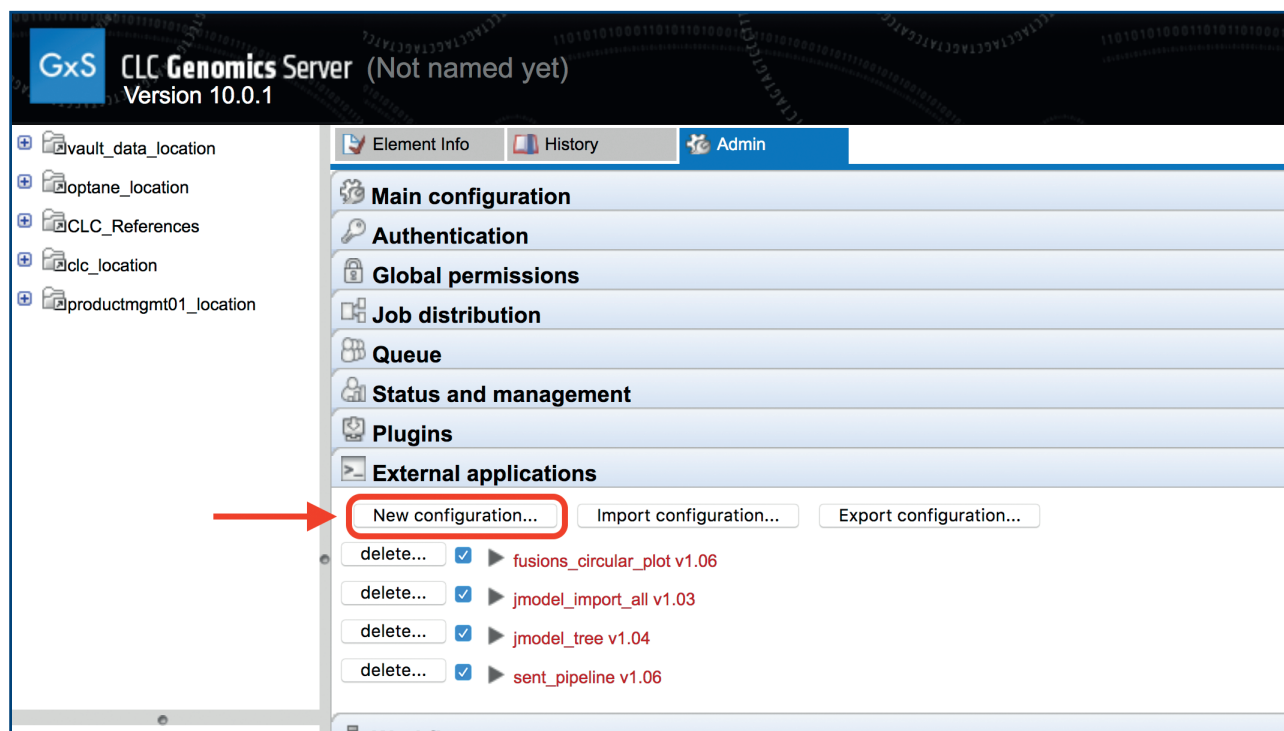 GxS
CLC Genomics Server (Not named yet)
Version 10.0.1
vault_data_location
optane_location
CLC_References
clc_location
productmgmt01_location
Element Info
History
Admin
Main configuration
Authentication
Global permissions
Job distribution
Queue
Status and management
Plugins
External applications
New configuration...
Import configuration...
Export configuration...
delete...
fusions_circular_plot v1.06
delete...
jmodel_import_all v1.03
delete...
jmodel_tree v1.04
delete...
sent_pipeline v1.06